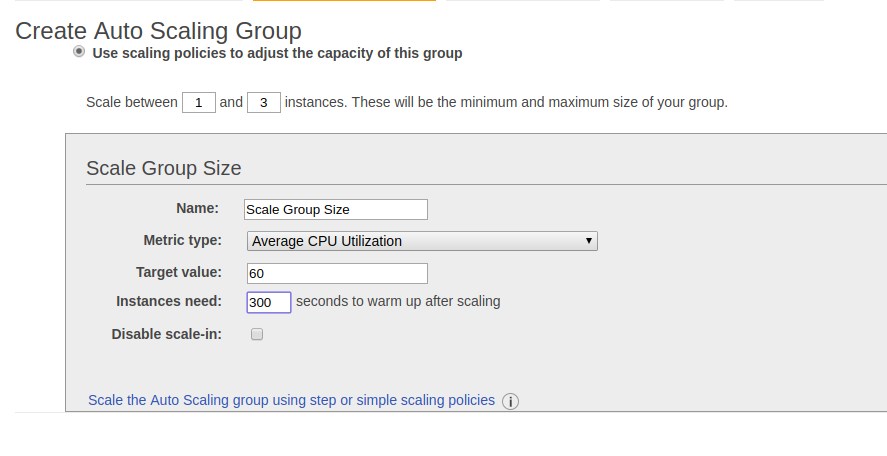 Create Auto Scaling Group
Use scaling policies to adjust the capacity of this group
Scale between 1 and 3 instances. These will be the minimum and maximum size of your group.
Scale Group Size
Name: Scale Group Size
Metric type: Average CPU Utilization
Target value: 60
Instances need: 300 seconds to warm up after scaling
Disable scale-in:
Scale the Auto Scaling group using step or simple scaling policies i